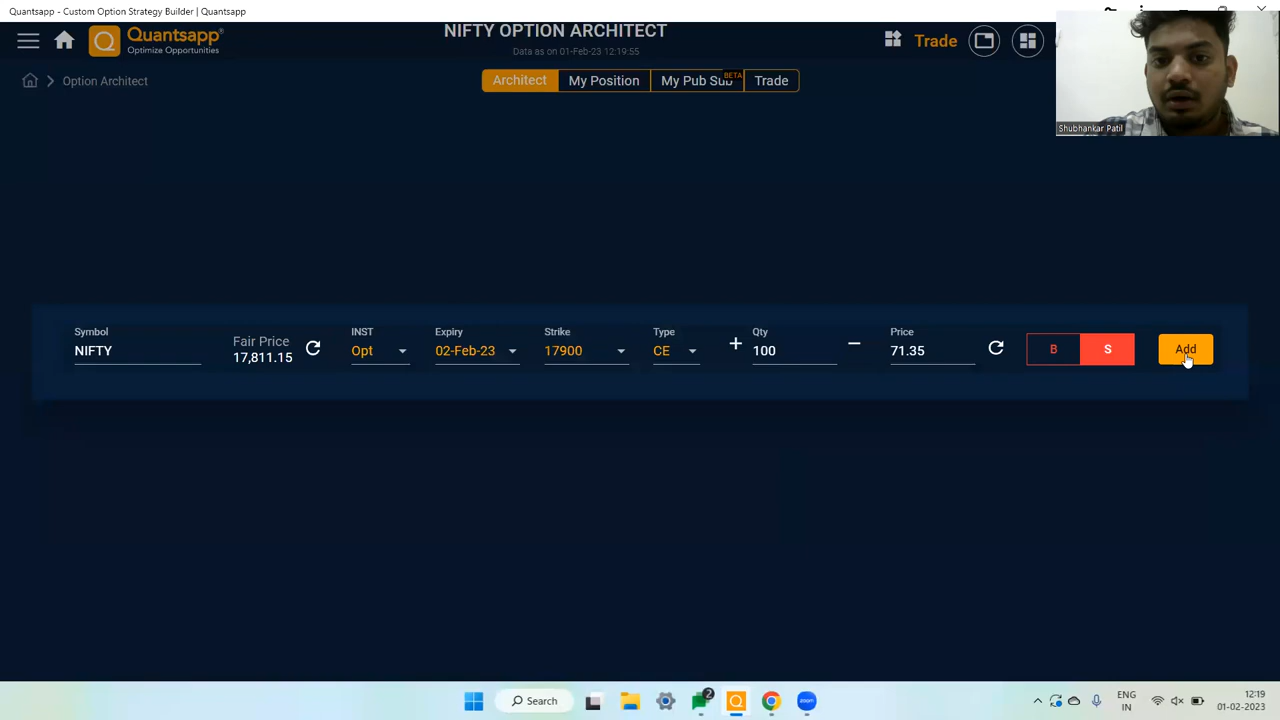 Quantsapp - Custom Option Strategy Builder | Quantsapp
Quantsapp®
Optimize Opportunities
NIFTY OPTION ARCHITECT
Data as on 01-Feb-23 12:19:55
Trade
Option Architect
Architect
My Position
My Pub Sub
BETA
Trade
Shubhankar Patil
Symbol
NIFTY
Fair Price
17,811.15
INST
Opt
Expiry
02-Feb-23
Strike
17900
Type
CE
Qty
100
Price
71.35
B
S
Add
Search
2
zoom
ENG
IN
12:19
01-02-2023